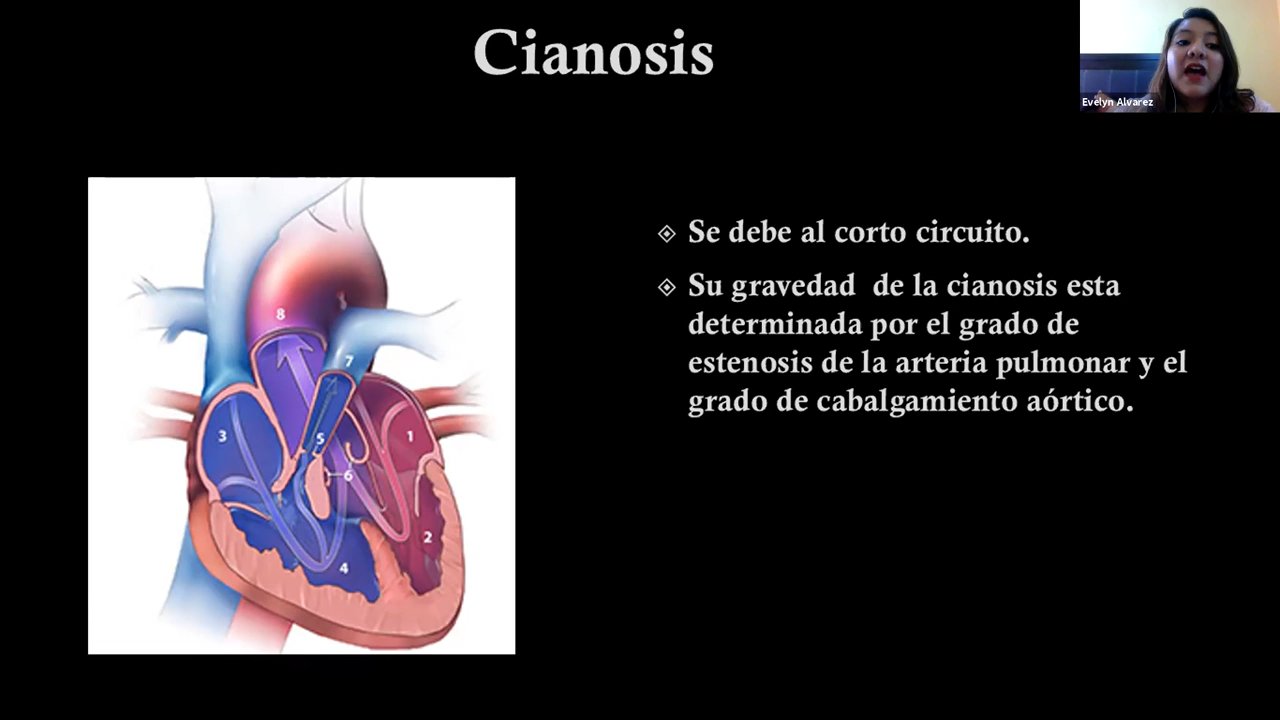 Cianosis
Evelyn Alvarez
Se debe al corto circuito.
Su gravedad  de la cianosis esta
determinada por el grado de
estenosis de la arteria pulmonar y el
grado de cabalgamiento aórtico.
8
7
3
5
1
6
2
4